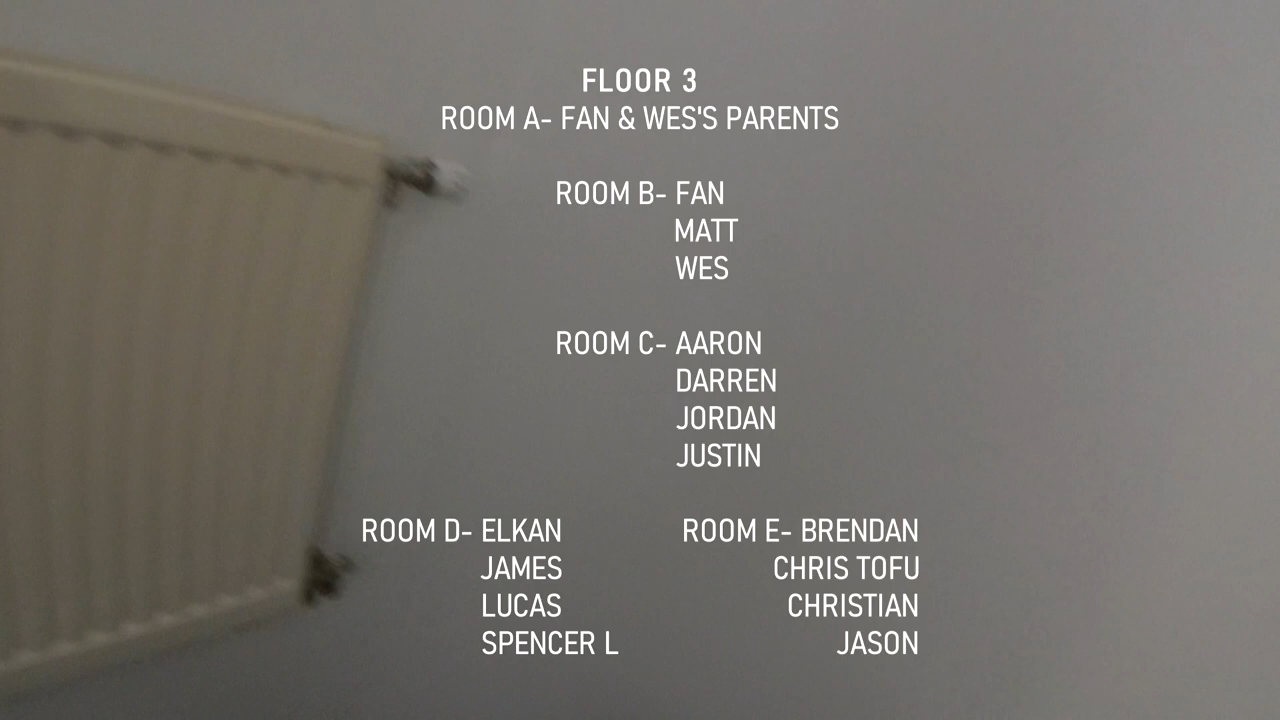 FLOOR 3
ROOM A- FAN & WES'S PARENTS
ROOM B- FAN
MATT
WES
ROOM C- AARON
DARREN
JORDAN
JUSTIN
ROOM D- ELKAN
JAMES
LUCAS
SPENCER L
ROOM E- BRENDAN
CHRIS TOFU
CHRISTIAN
JASON